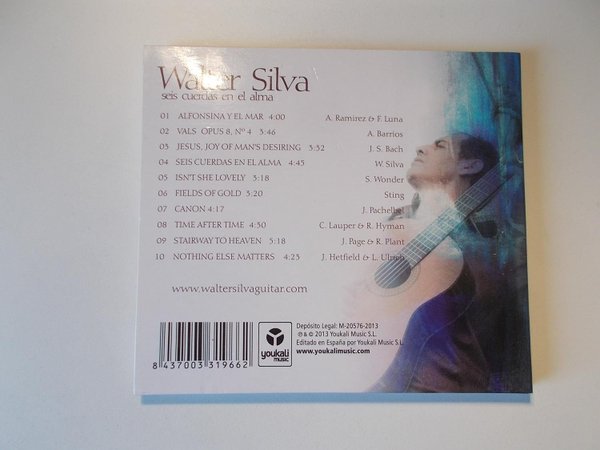 Walter Silva
seis cuerdas en el alma
01 ALFONSINA Y EL MAR 4:00 A. Ramirez & F. Luna
02 VALS OPUS 8, Nº 4 3:46 A. Barrios
03 JESUS, JOY OF MAN'S DESIRING 3:52 J. S. Bach
04 SEIS CUERDAS EN EL ALMA 4:45 W. Silva
05 ISN'T SHE LOVELY 3:18 S. Wonder
06 FIELDS OF GOLD 3:20 Sting
07 CANON 4:17 J. Pachelbel
08 TIME AFTER TIME 4:30 C. Lauper & R. Hyman
09 STAIRWAY TO HEAVEN 5:18 J. Page & R. Plant
10 NOTHING ELSE MATTERS 4:23 J. Hetfield & L. Ulrich
www.waltersilvaguitar.com
8 437003 319662
youkali
music
Depósito Legal: M-20576-2013
℗ & © 2013 Youkali Music S.L.
Editado en España por Youkali Music S.L.
www.youkalimusic.com